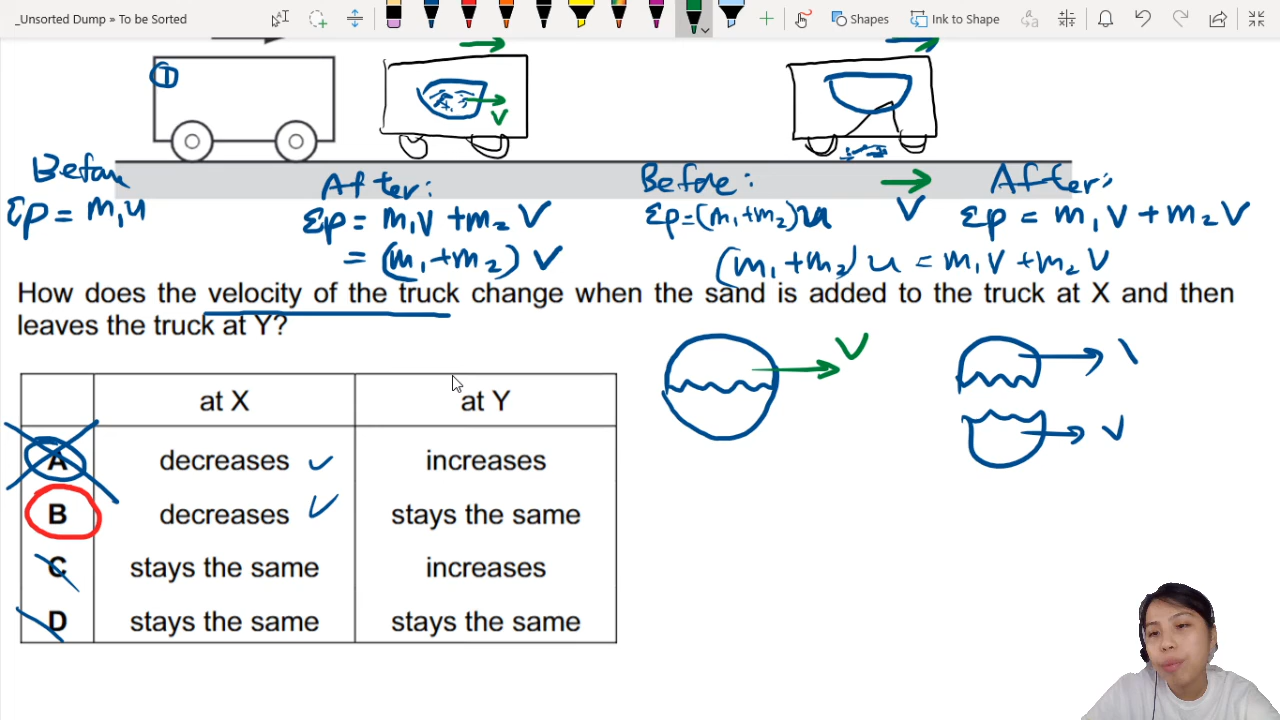 _Unsorted Dump » To be Sorted
Shapes
Ink to Shape
T
V
Before
After:
Before:
V
After:
Σp = m₁u
Σp = m₁V + m₂ V
Σp=(m₁+m₂)u
Σp = m₁V + m₂V
= (m₁+m₂) V
(m₁+m₂) u = m₁V + m₂ V
How does the velocity of the truck change when the sand is added to the truck at X and then
leaves the truck at Y?
V
V
at X at Y
A decreases ✓ increases
B decreases ✓ stays the same
C stays the same increases
D stays the same stays the same